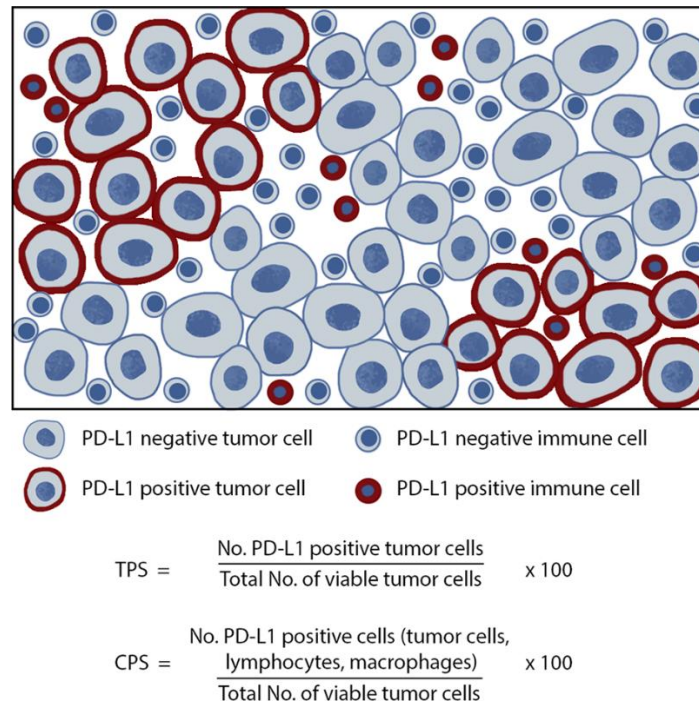 PD-L1 negative tumor cell
PD-L1 negative immune cell
PD-L1 positive tumor cell
PD-L1 positive immune cell
TPS = No. PD-L1 positive tumor cells
Total No. of viable tumor cells
x 100
CPS = No. PD-L1 positive cells (tumor cells,
lymphocytes, macrophages)
Total No. of viable tumor cells
x 100